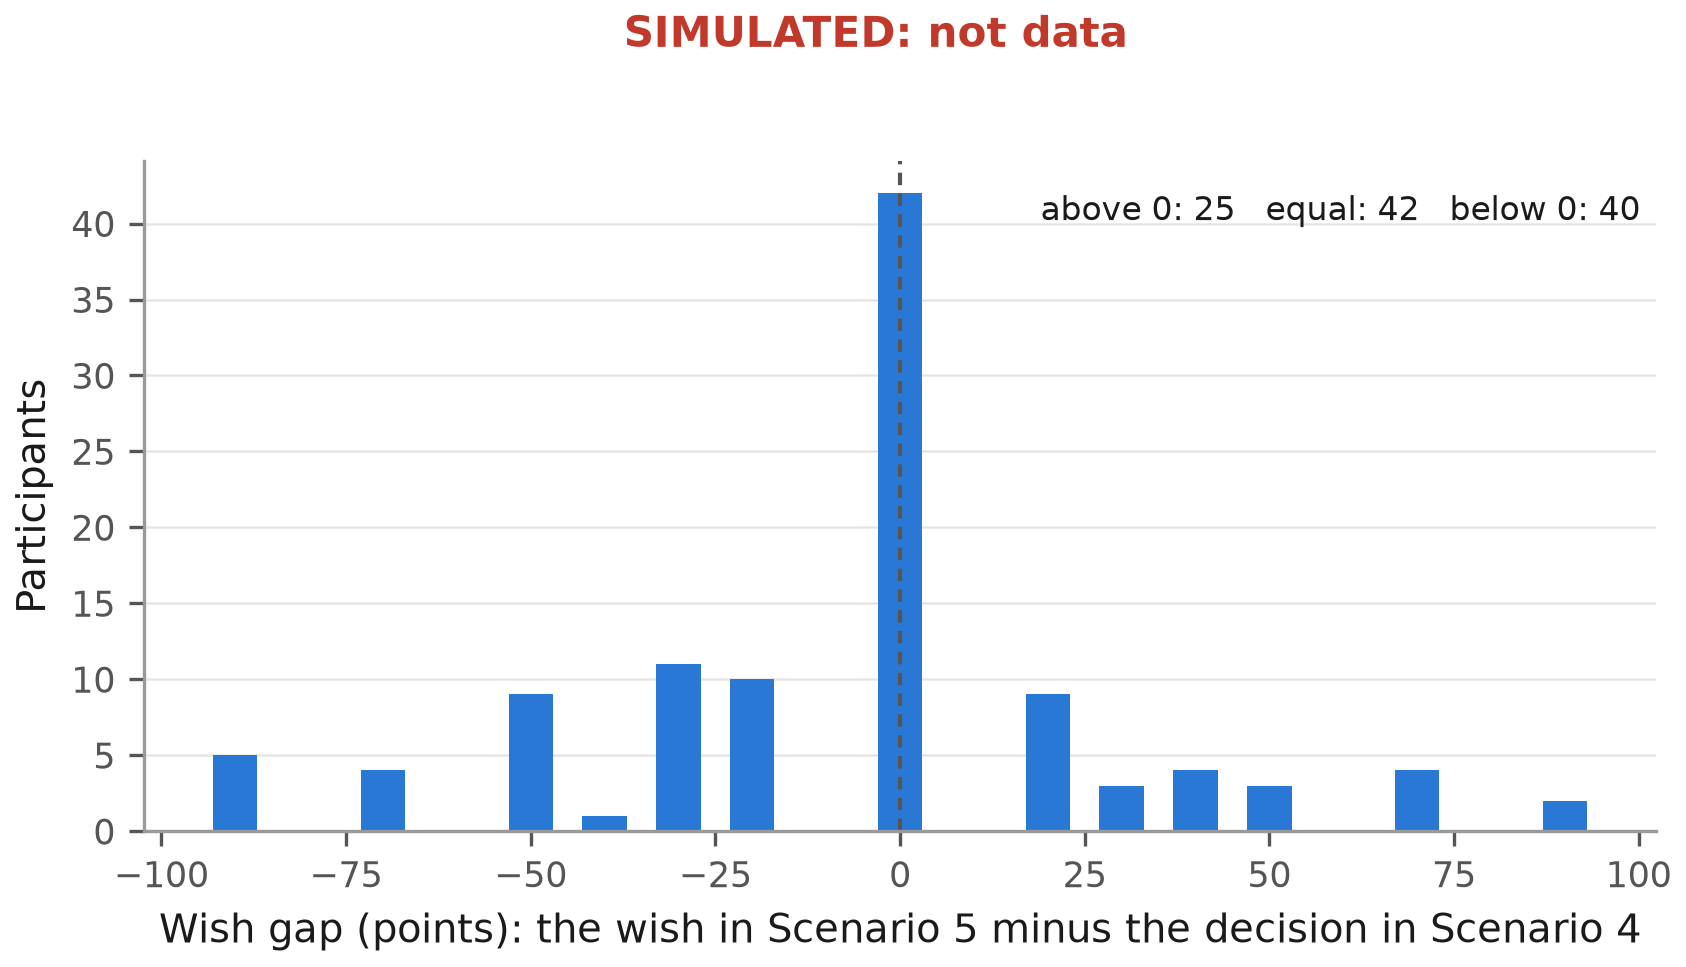 SIMULATED: not data
above 0: 25 equal: 42 below 0: 40
Participants
40
35
30
25
20
15
10
5
0
−100 −75 −50 −25 0 25 50 75 100
Wish gap (points): the wish in Scenario 5 minus the decision in Scenario 4